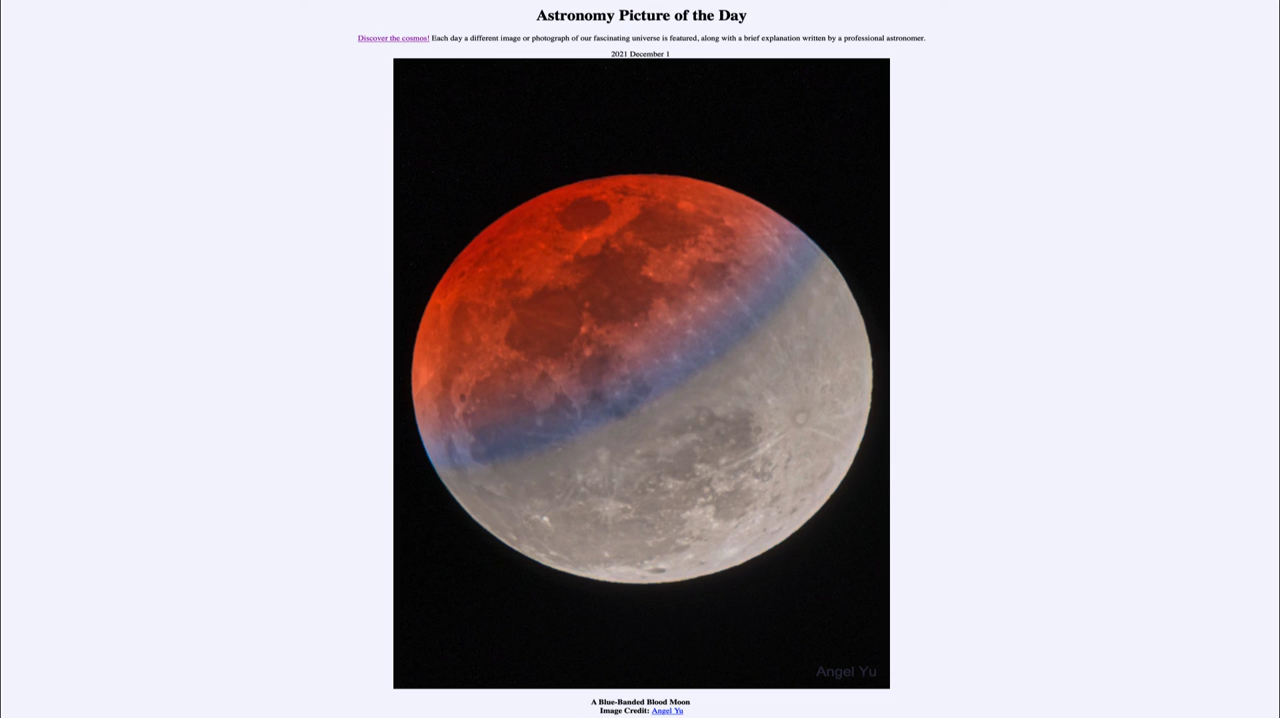 Astronomy Picture of the Day
Discover the cosmos! Each day a different image or photograph of our fascinating universe is featured, along with a brief explanation written by a professional astronomer.
2021 December 1
Angel Yu
A Blue-Banded Blood Moon
Image Credit: Angel Yu